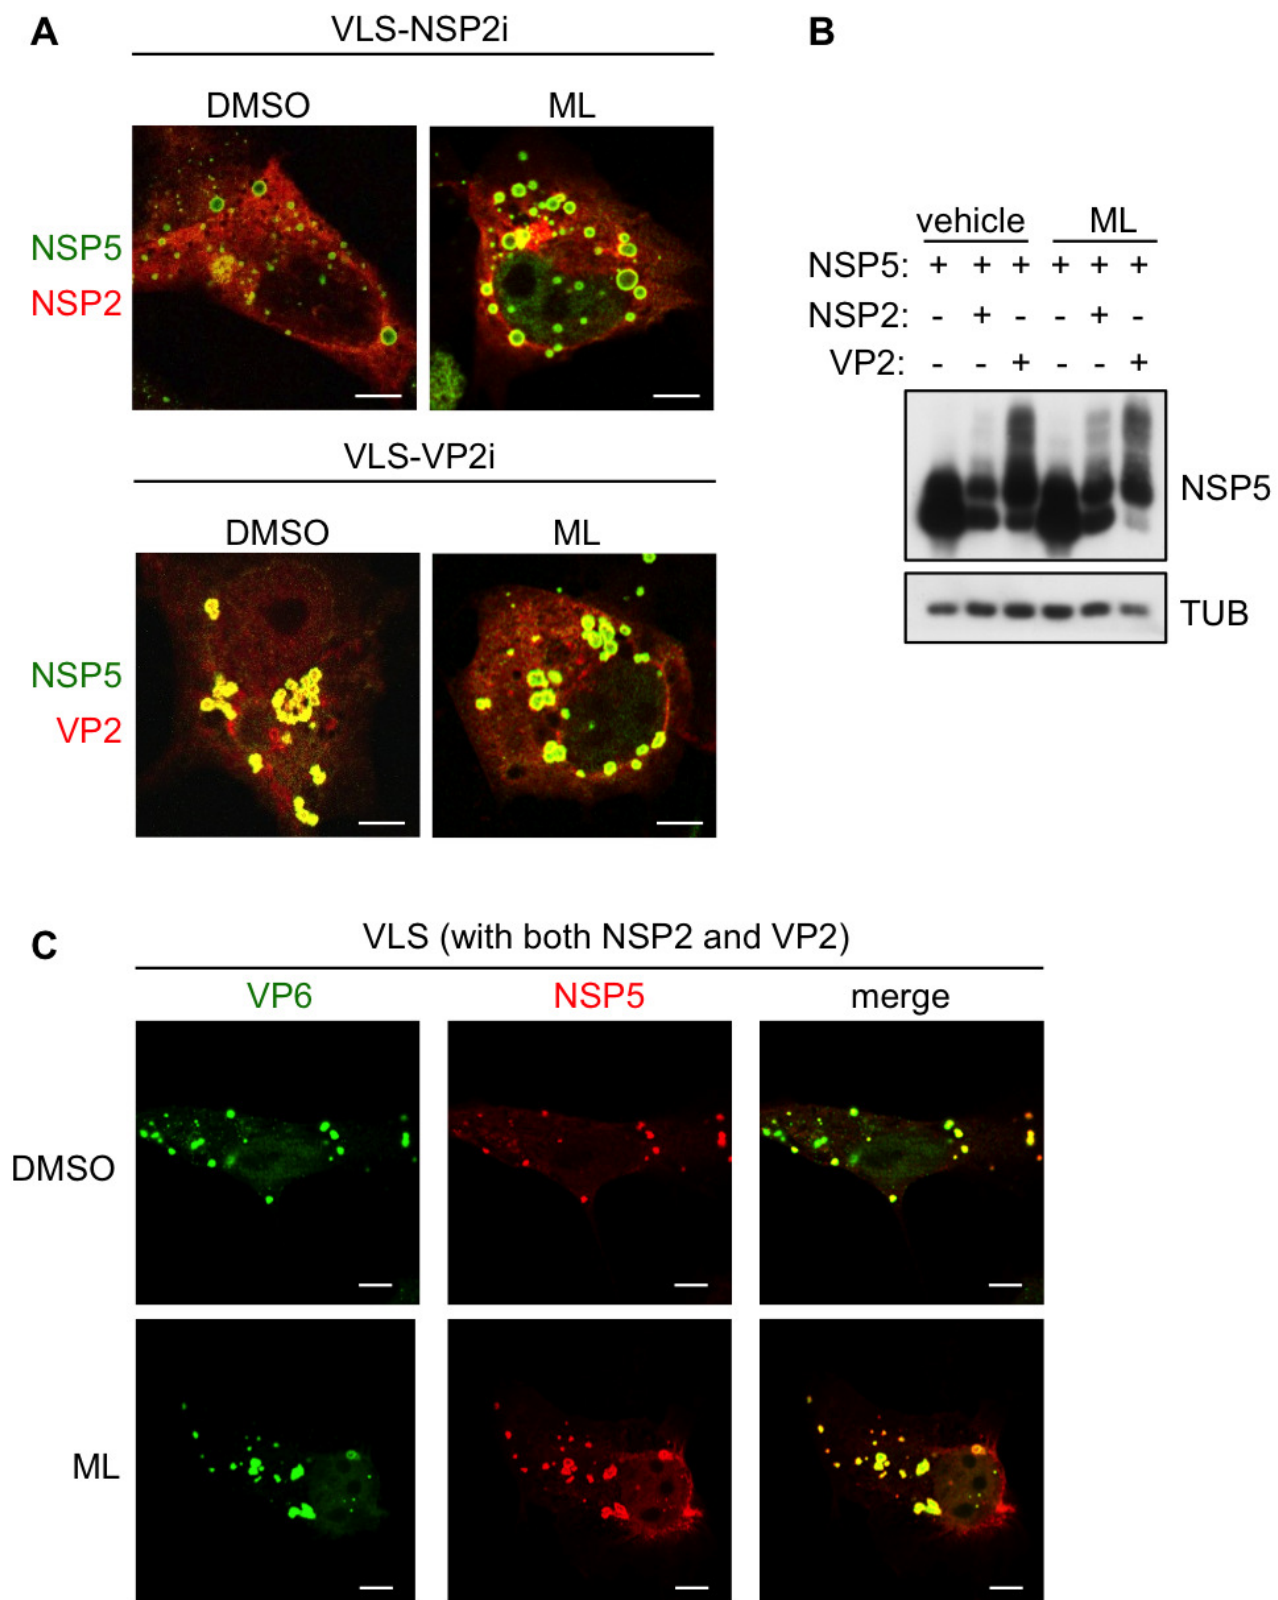 A
VLS-NSP2i
DMSO ML
NSP5
NSP2
VLS-VP2i
DMSO ML
NSP5
VP2
B
vehicle ML
NSP5: + + + + + +
NSP2: - + - - + -
VP2: - - + - - +
NSP5
TUB
C
VLS (with both NSP2 and VP2)
VP6 NSP5 merge
DMSO
ML